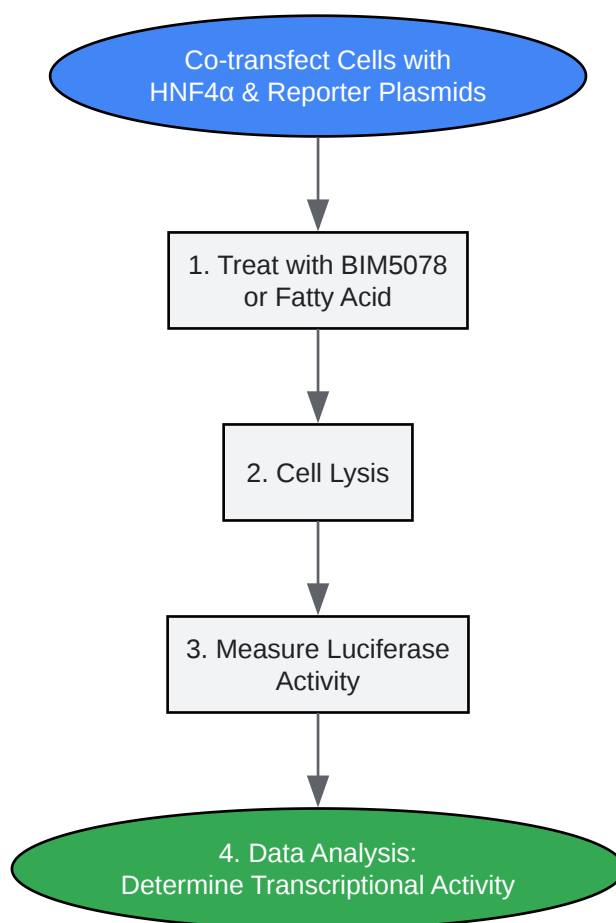 Co-transfect Cells with
HNF4α & Reporter Plasmids
1. Treat with BIM5078
or Fatty Acid
2. Cell Lysis
3. Measure Luciferase
Activity
4. Data Analysis:
Determine Transcriptional Activity